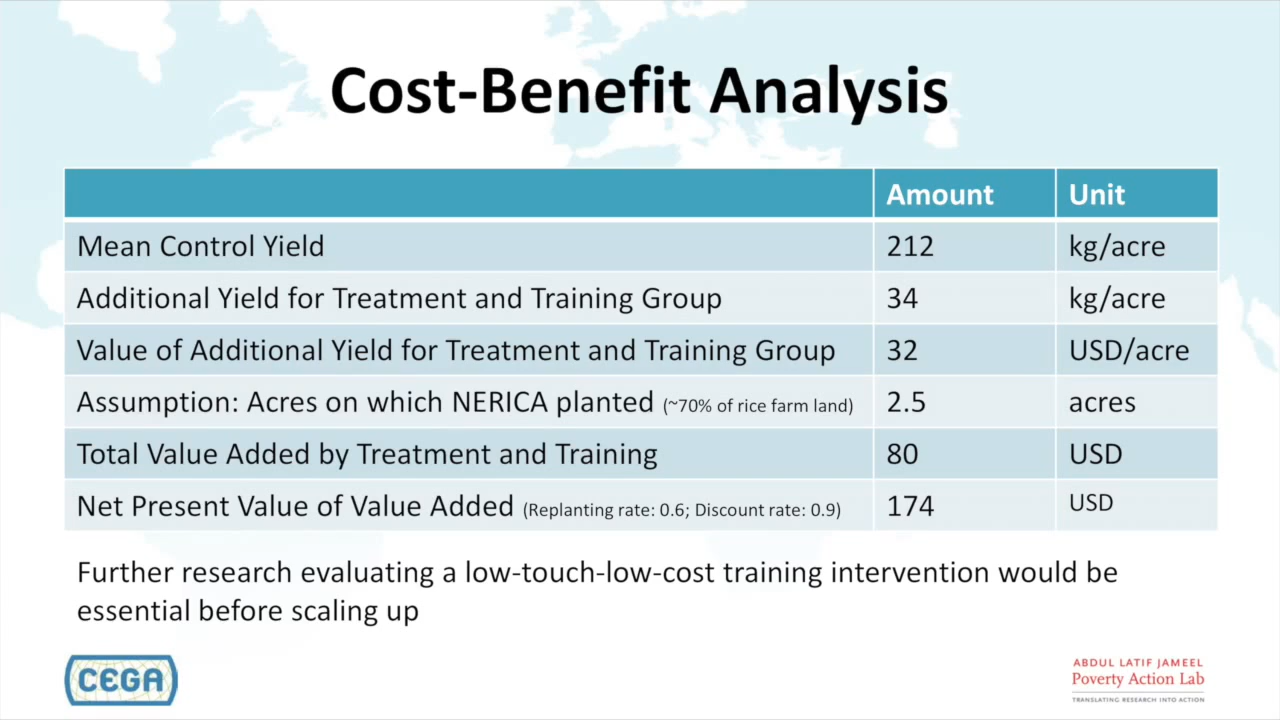 Cost-Benefit Analysis
Amount Unit
Mean Control Yield 212 kg/acre
Additional Yield for Treatment and Training Group 34 kg/acre
Value of Additional Yield for Treatment and Training Group 32 USD/acre
Assumption: Acres on which NERICA planted (~70% of rice farm land) 2.5 acres
Total Value Added by Treatment and Training 80 USD
Net Present Value of Value Added (Replanting rate: 0.6; Discount rate: 0.9) 174 USD
Further research evaluating a low-touch-low-cost training intervention would be
essential before scaling up
CEGA
ABDUL LATIF JAMEEL
Poverty Action Lab
TRANSLATING RESEARCH INTO ACTION